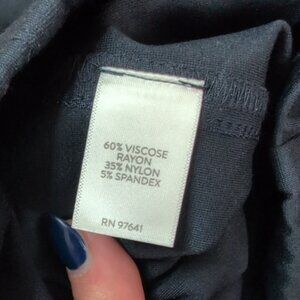 60% VISCOSE
RAYON
35% NYLON
5% SPANDEX
RN 97641